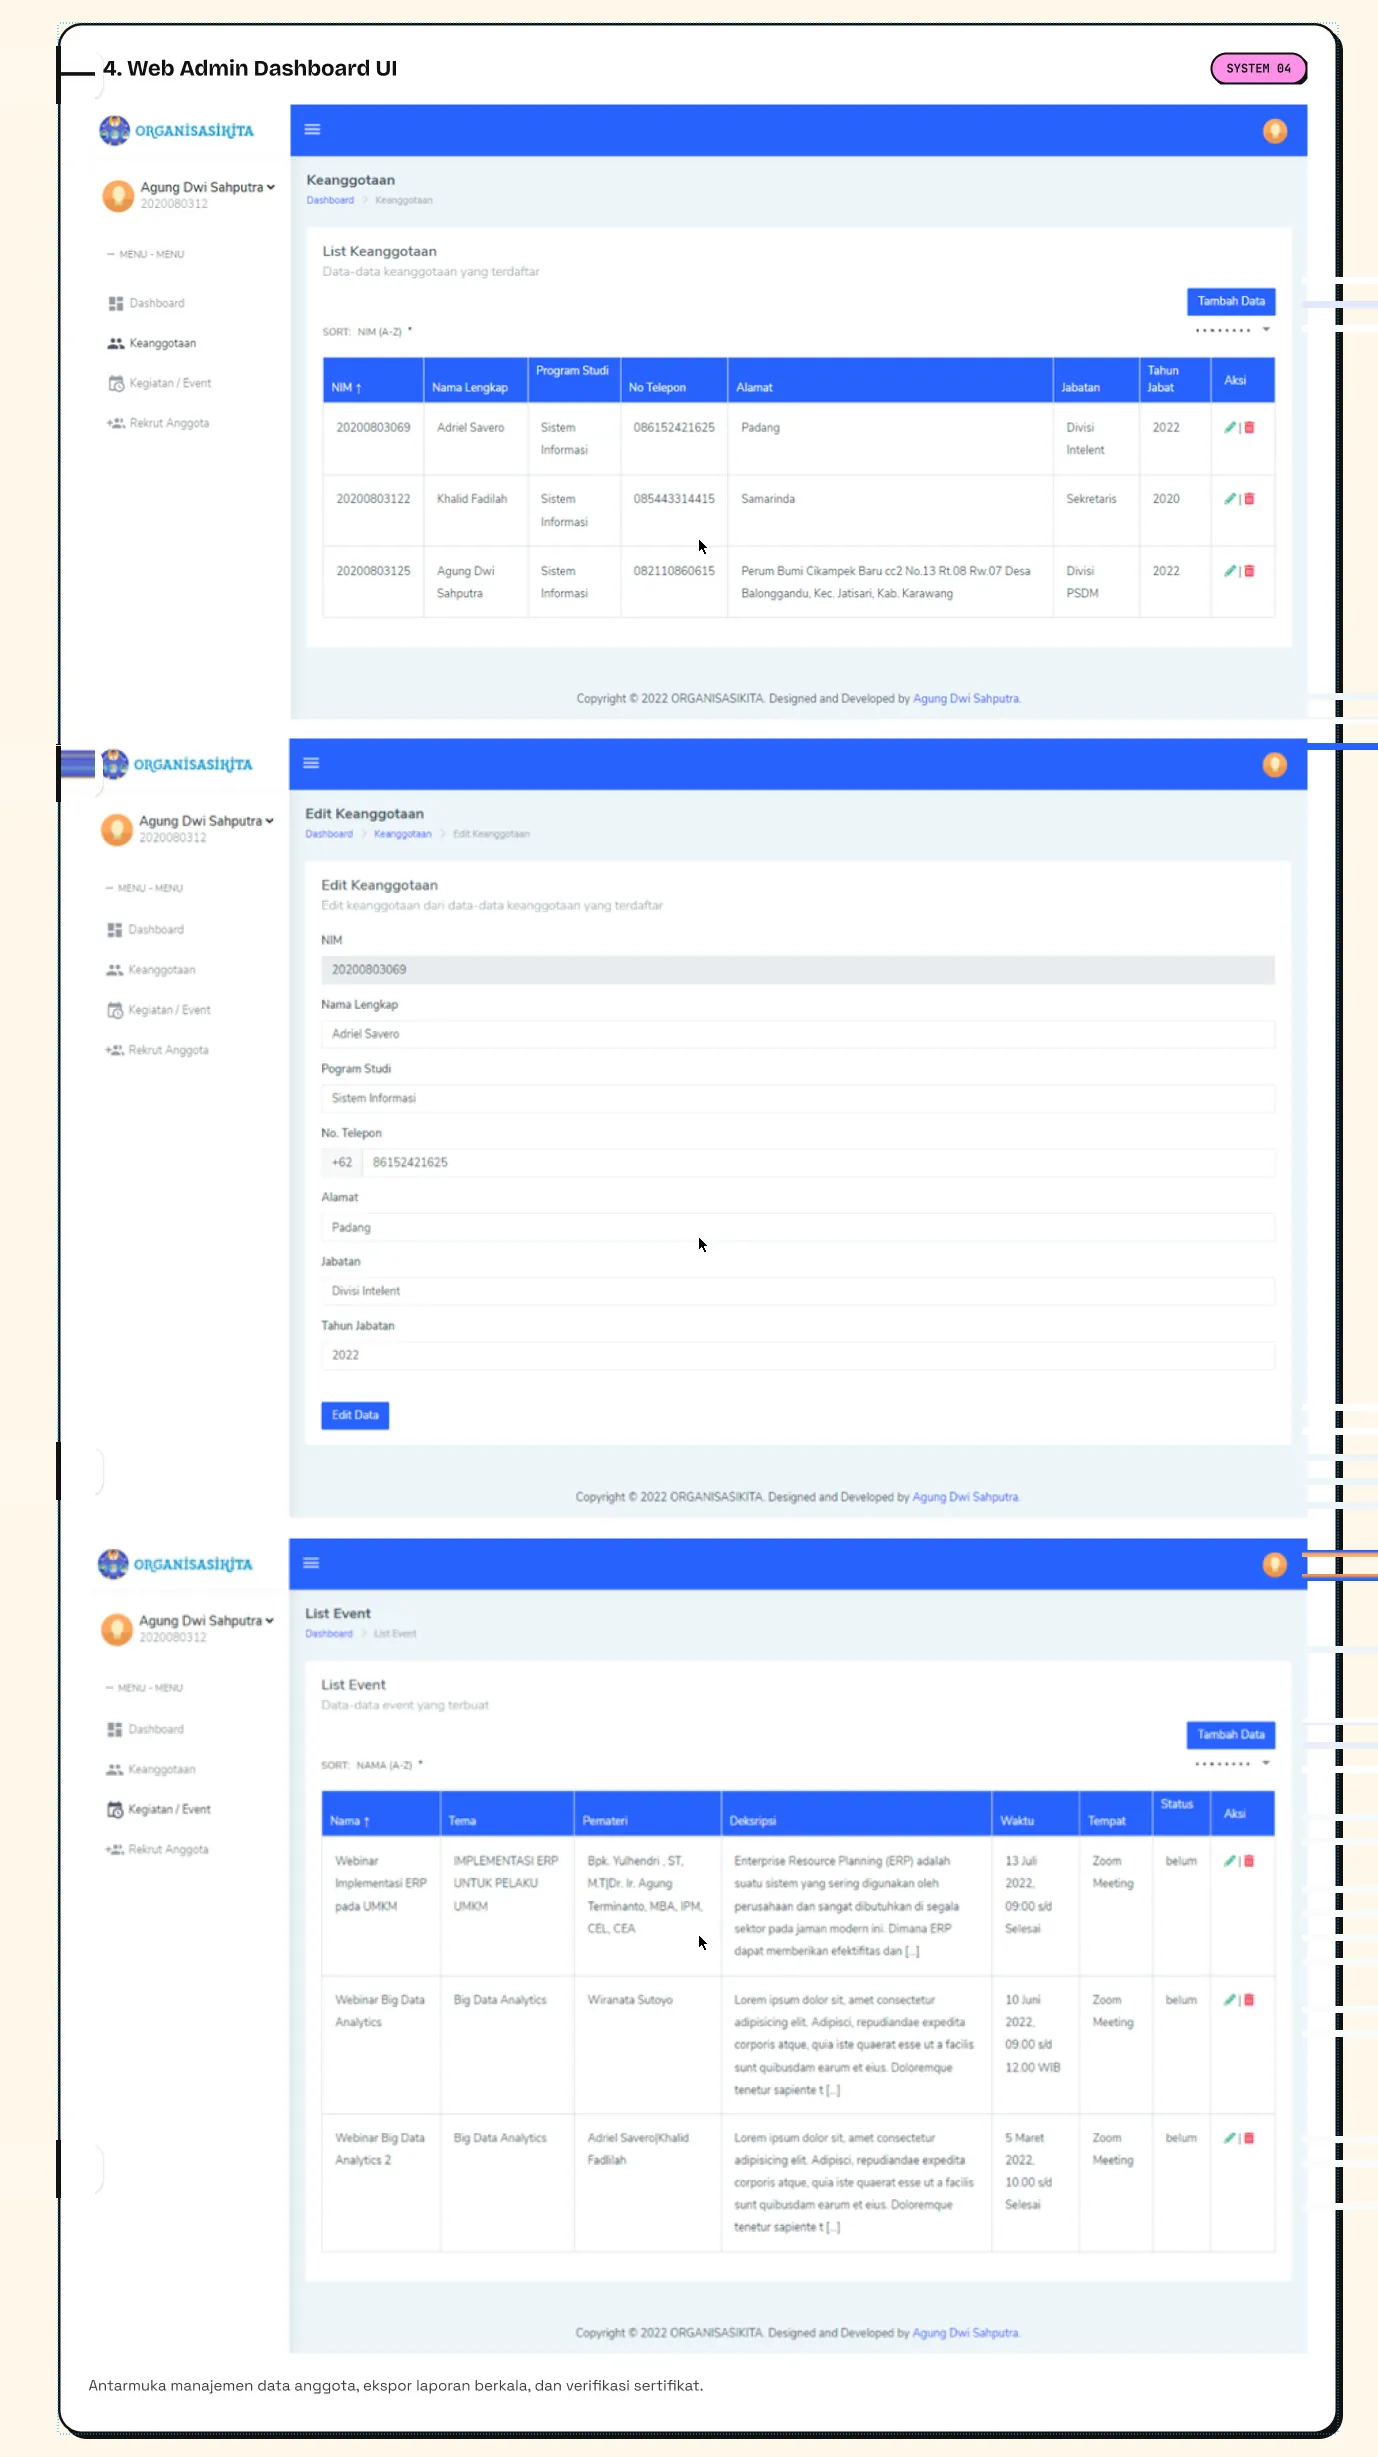 4. Web Admin Dashboard UI
SYSTEM 04
ORGANISASIKITA
Agung Dwi Sahputra
2020080312
MENU - MENU
Dashboard
Keanggotaan
Kegiatan / Event
Rekrut Anggota
Keanggotaan
Dashboard > Keanggotaan
List Keanggotaan
Data-data keanggotaan yang terdaftar
Tambah Data
SORT: NIM (A-Z)
NIM ↑ Nama Lengkap Program Studi No Telepon Alamat Jabatan Tahun Jabat Aksi
20200803069 Adriel Savero Sistem Informasi 086152421625 Padang Divisi Intelent 2022
20200803122 Khalid Fadilah Sistem Informasi 085443314415 Samarinda Sekretaris 2020
20200803125 Agung Dwi Sahputra Sistem Informasi 082110860615 Perum Bumi Cikampek Baru cc2 No.13 Rt.08 Rw.07 Desa Balonggandu, Kec. Jatisari, Kab. Karawang Divisi PSDM 2022
Copyright © 2022 ORGANISASIKITA. Designed and Developed by Agung Dwi Sahputra.
ORGANISASIKITA
Agung Dwi Sahputra
2020080312
MENU - MENU
Dashboard
Keanggotaan
Kegiatan / Event
Rekrut Anggota
Edit Keanggotaan
Dashboard > Keanggotaan > Edit Keanggotaan
Edit Keanggotaan
Edit keanggotaan dari data-data keanggotaan yang terdaftar
NIM
20200803069
Nama Lengkap
Adriel Savero
Pogram Studi
Sistem Informasi
No. Telepon
+62 86152421625
Alamat
Padang
Jabatan
Divisi Intelent
Tahun Jabatan
2022
Edit Data
Copyright © 2022 ORGANISASIKITA. Designed and Developed by Agung Dwi Sahputra.
ORGANISASIKITA
Agung Dwi Sahputra
2020080312
MENU - MENU
Dashboard
Keanggotaan
Kegiatan / Event
Rekrut Anggota
List Event
Dashboard > List Event
List Event
Data-data event yang terbuat
Tambah Data
SORT: NAMA (A-Z)
Nama ↑ Tema Pemateri Deksripsi Waktu Tempat Status Aksi
Webinar Implementasi ERP pada UMKM IMPLEMENTASI ERP UNTUK PELAKU UMKM Bpk. Yulhendri , ST, M.T|Dr. Ir. Agung Terminanto, MBA, IPM, CEL, CEA Enterprise Resource Planning (ERP) adalah suatu sistem yang sering digunakan oleh perusahaan dan sangat dibutuhkan di segala sektor pada jaman modern ini. Dimana ERP dapat memberikan efektifitas dan [...] 13 Juli 2022, 09:00 s/d Selesai Zoom Meeting belum
Webinar Big Data Analytics Big Data Analytics Wiranata Sutoyo Lorem ipsum dolor sit, amet consectetur adipisicing elit. Adipisci, repudiandae expedita corporis atque, quia iste quaerat esse ut a facilis sunt quibusdam earum et eius. Doloremque tenetur sapiente t [...] 10 Juni 2022, 09.00 s/d 12.00 WIB Zoom Meeting belum
Webinar Big Data Analytics 2 Big Data Analytics Adriel Savero|Khalid Fadlilah Lorem ipsum dolor sit, amet consectetur adipisicing elit. Adipisci, repudiandae expedita corporis atque, quia iste quaerat esse ut a facilis sunt quibusdam earum et eius. Doloremque tenetur sapiente t [...] 5 Maret 2022, 10.00 s/d Selesai Zoom Meeting belum
Copyright © 2022 ORGANISASIKITA. Designed and Developed by Agung Dwi Sahputra.
Antarmuka manajemen data anggota, ekspor laporan berkala, dan verifikasi sertifikat.